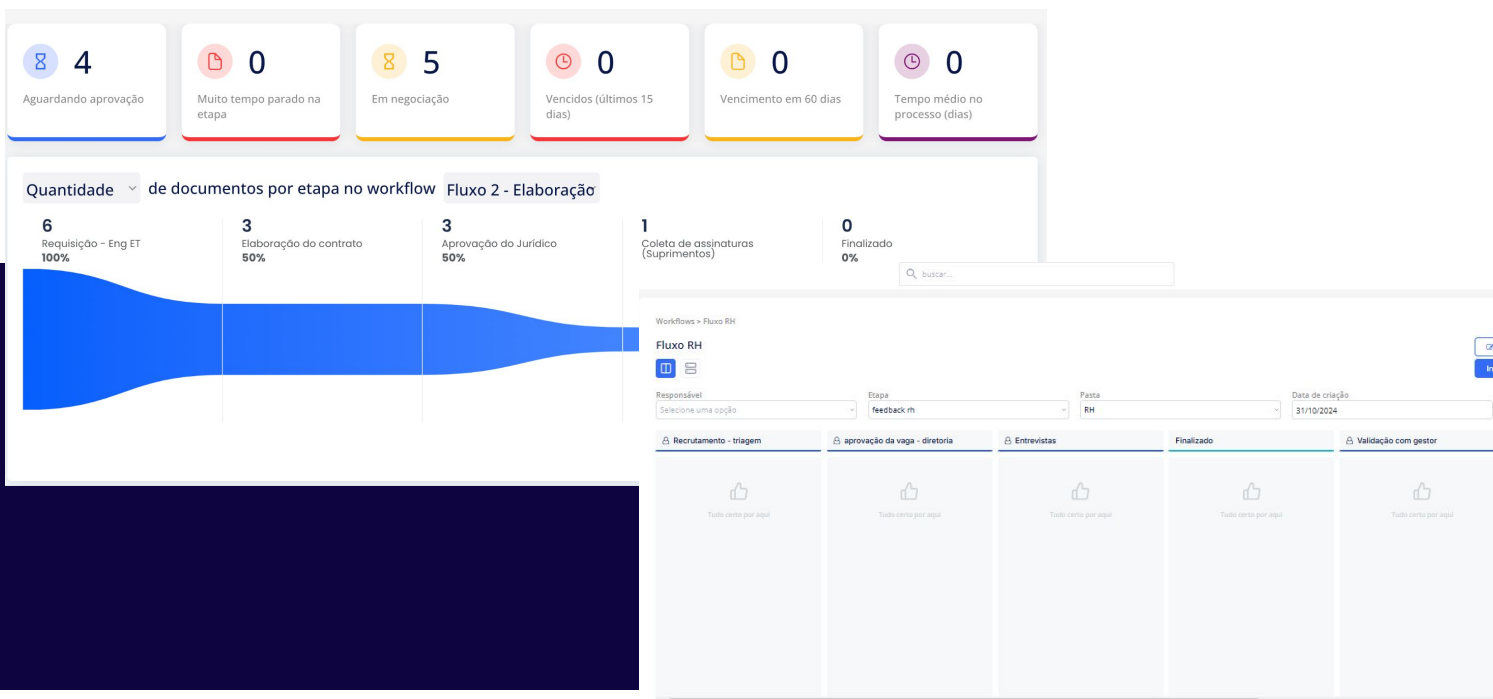 4
Aguardando aprovação
0
Muito tempo parado na
etapa
5
Em negociação
0
Vencidos (últimos 15
dias)
0
Vencimento em 60 dias
0
Tempo médio no
processo (dias)
Quantidade de documentos por etapa no workflow Fluxo 2 - Elaboração
6
Requisição - Eng ET
100%
3
Elaboração do contrato
50%
3
Aprovação do Jurídico
50%
1
Coleta de assinaturas
(Suprimentos)
0
Finalizado
0%
buscar...
Workflows > Fluxo RH
Fluxo RH
In
Responsável
Selecione uma opção
Etapa
feedback rh
Pasta
RH
Data de criação
31/10/2024
Recrutamento - triagem
aprovação da vaga - diretoria
Entrevistas
Finalizado
Validação com gestor
Tudo certo por aqui
Tudo certo por aqui
Tudo certo por aqui
Tudo certo por aqui
Tudo certo por aqui